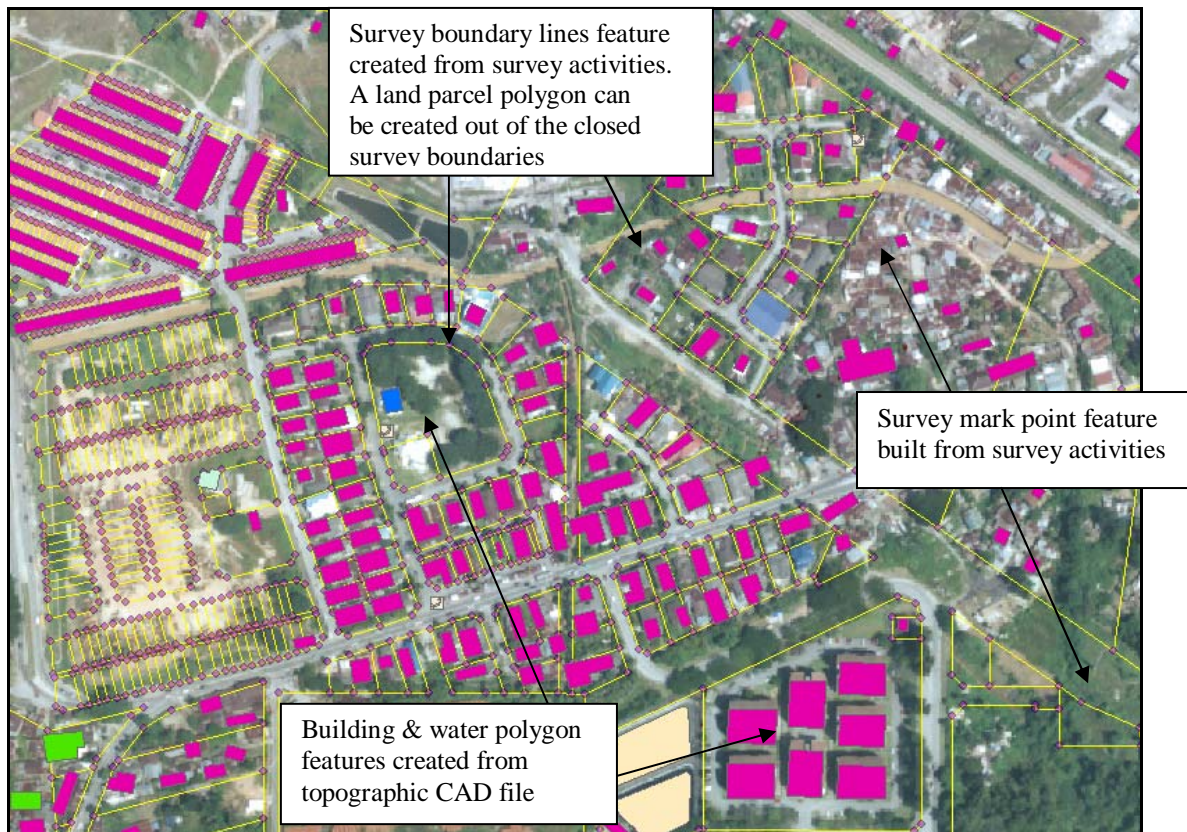 Survey boundary lines feature
created from survey activities.
A land parcel polygon can
be created out of the closed
survey boundaries
Survey mark point feature
built from survey activities
Building & water polygon
features created from
topographic CAD file